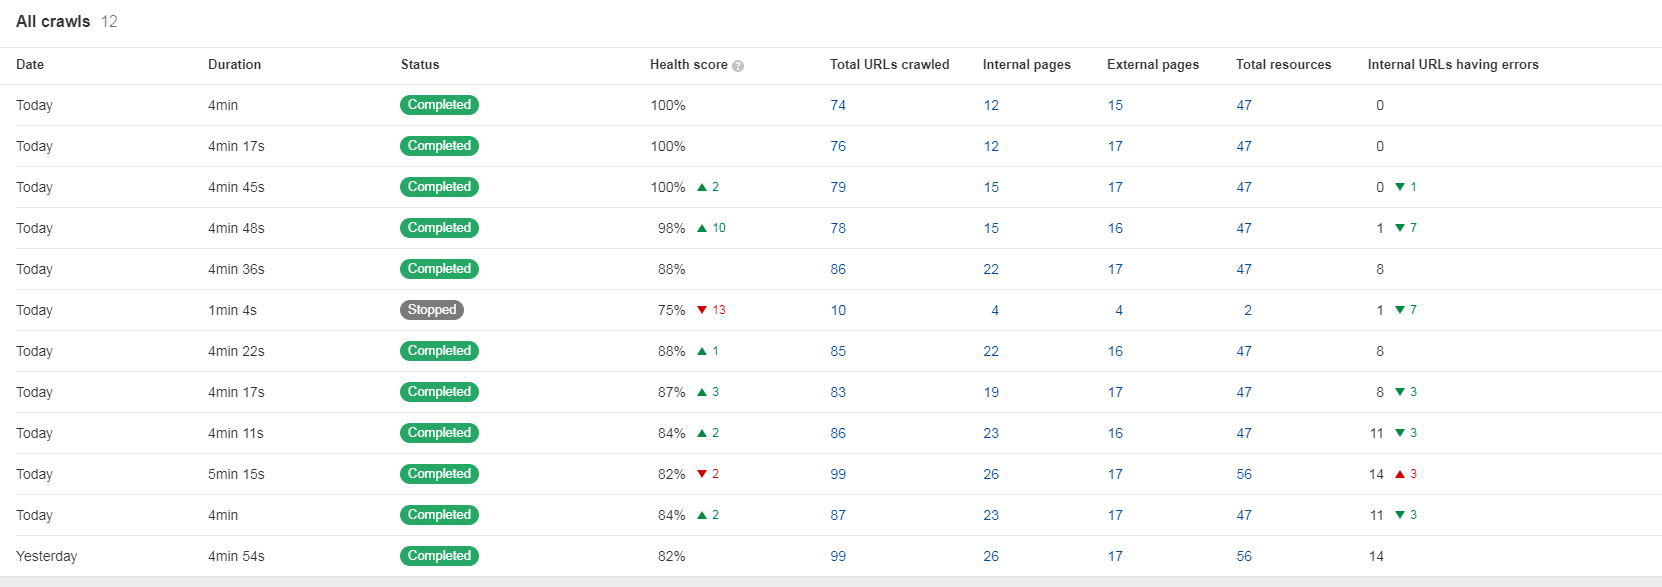 All crawls 12
Date Duration Status Health score ? Total URLs crawled Internal pages External pages Total resources Internal URLs having errors
Today 4min Completed 100% 74 12 15 47 0
Today 4min 17s Completed 100% 76 12 17 47 0
Today 4min 45s Completed 100% ▲ 2 79 15 17 47 0 ▼ 1
Today 4min 48s Completed 98% ▲ 10 78 15 16 47 1 ▼ 7
Today 4min 36s Completed 88% 86 22 17 47 8
Today 1min 4s Stopped 75% ▼ 13 10 4 4 2 1 ▼ 7
Today 4min 22s Completed 88% ▲ 1 85 22 16 47 8
Today 4min 17s Completed 87% ▲ 3 83 19 17 47 8 ▼ 3
Today 4min 11s Completed 84% ▲ 2 86 23 16 47 11 ▼ 3
Today 5min 15s Completed 82% ▼ 2 99 26 17 56 14 ▲ 3
Today 4min Completed 84% ▲ 2 87 23 17 47 11 ▼ 3
Yesterday 4min 54s Completed 82% 99 26 17 56 14